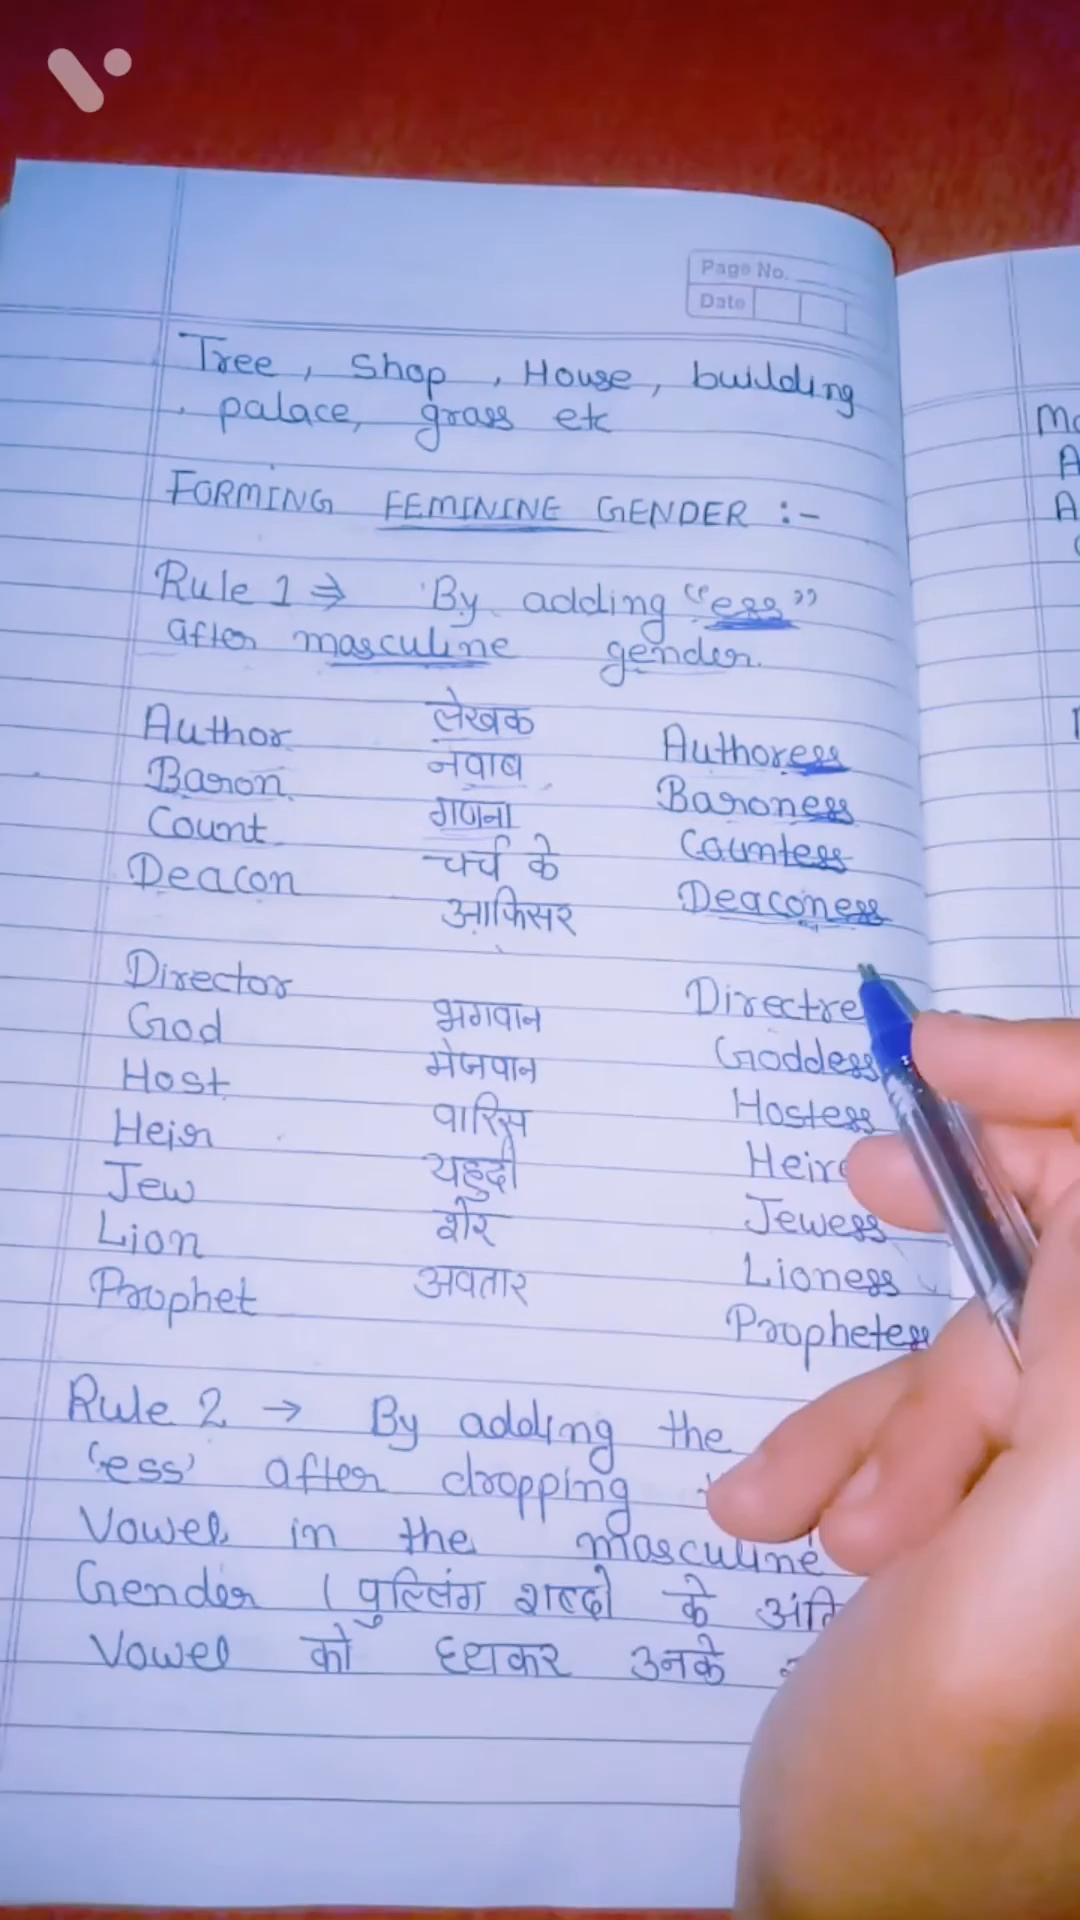 Page No.
Date
Tree, Shop, House, building
, palace, grass etc
FORMING FEMININE GENDER :-
Rule 1 ⇒ By adding “ess”
after masculine gender.
Author लेखक Authoress
Baron नवाब Baroness
Count गणना Countess
Deacon चर्च के Deaconess
आफिसर
Director Directre
God भगवान Goddess
Host मेजवान Hostess
Heir वारिस Heire
Jew यहुदी Jewess
Lion शेर Lioness
Prophet अवतार Prophetess
Rule 2 → By adding the
'ess' after dropping
Vowel in the masculine
Gender ( पुल्लिंग शब्दो के अंति
Vowel को हटाकर उनके